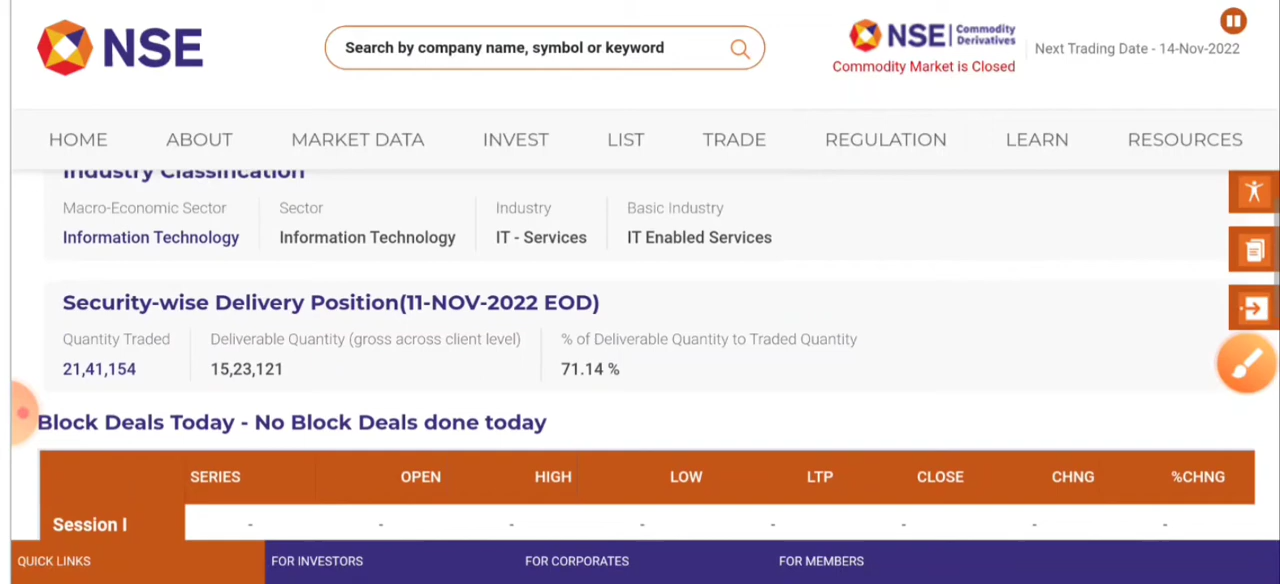 NSE
Search by company name, symbol or keyword
NSE Commodity Derivatives
Commodity Market is Closed
Next Trading Date - 14-Nov-2022
HOME ABOUT MARKET DATA INVEST LIST TRADE REGULATION LEARN RESOURCES
Industry Classification
Macro-Economic Sector Sector Industry Basic Industry
Information Technology Information Technology IT - Services IT Enabled Services
Security-wise Delivery Position(11-NOV-2022 EOD)
Quantity Traded Deliverable Quantity (gross across client level) % of Deliverable Quantity to Traded Quantity
21,41,154 15,23,121 71.14 %
Block Deals Today - No Block Deals done today
SERIES OPEN HIGH LOW LTP CLOSE CHNG %CHNG
Session I - - - - - - - -
QUICK LINKS FOR INVESTORS FOR CORPORATES FOR MEMBERS